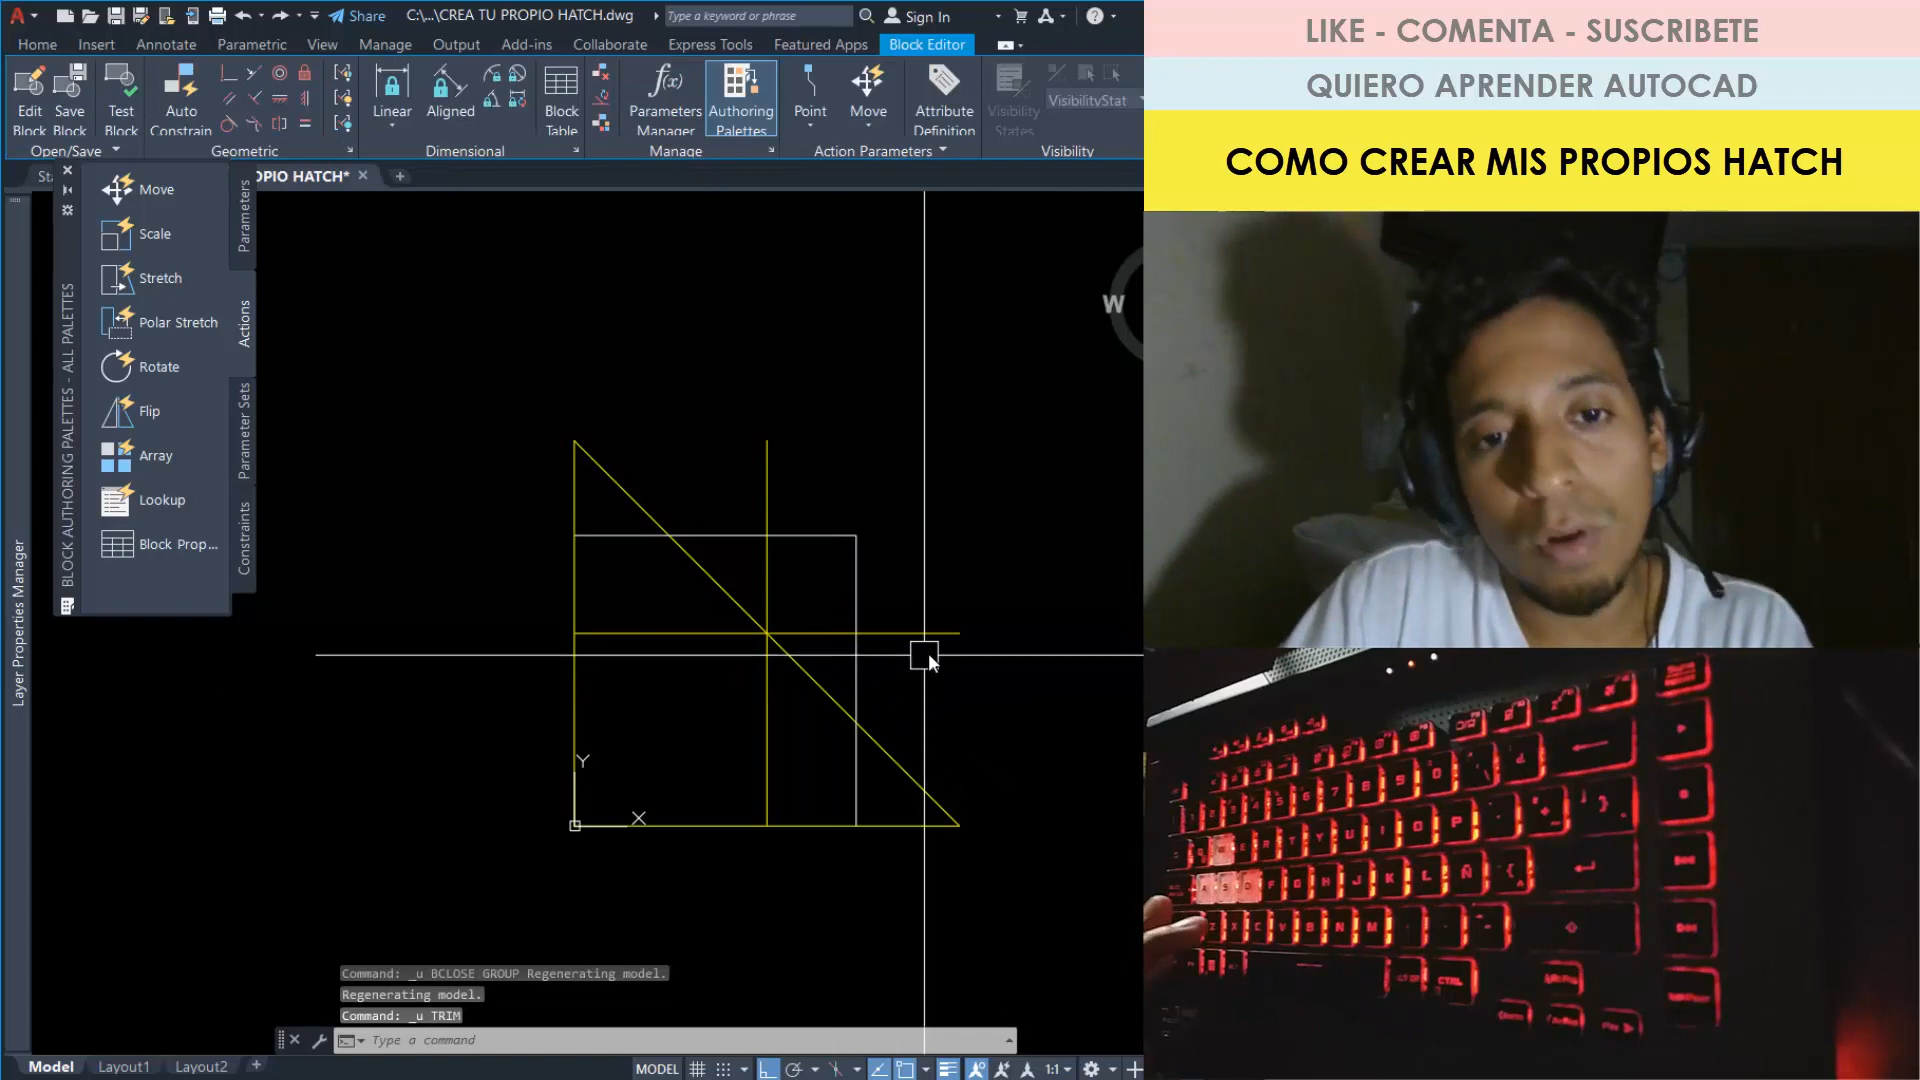 Share
C:\...\CREA TU PROPIO HATCH.dwg
Type a keyword or phrase
Sign In
Home
Insert
Annotate
Parametric
View
Manage
Output
Add-ins
Collaborate
Express Tools
Featured Apps
Block Editor
Edit Block
Save Block
Test Block
Auto Constrain
Linear
Aligned
Block Table
Parameters Manager
Authoring Palettes
Point
Move
Attribute Definition
Visibility States
VisibilityStat
Open/Save
Geometric
Dimensional
Manage
Action Parameters
Visibility
OPIO HATCH*
Move
Scale
Stretch
Polar Stretch
Rotate
Flip
Array
Lookup
Block Prop...
Parameters
Actions
Parameter Sets
Constraints
BLOCK AUTHORING PALETTES - ALL PALETTES
Layer Properties Manager
W
Y
X
Command: _u BCLOSE GROUP Regenerating model.
Regenerating model.
Command: _u TRIM
Type a command
Model
Layout1
Layout2
MODEL
1:1
LIKE - COMENTA - SUSCRIBETE
QUIERO APRENDER AUTOCAD
COMO CREAR MIS PROPIOS HATCH